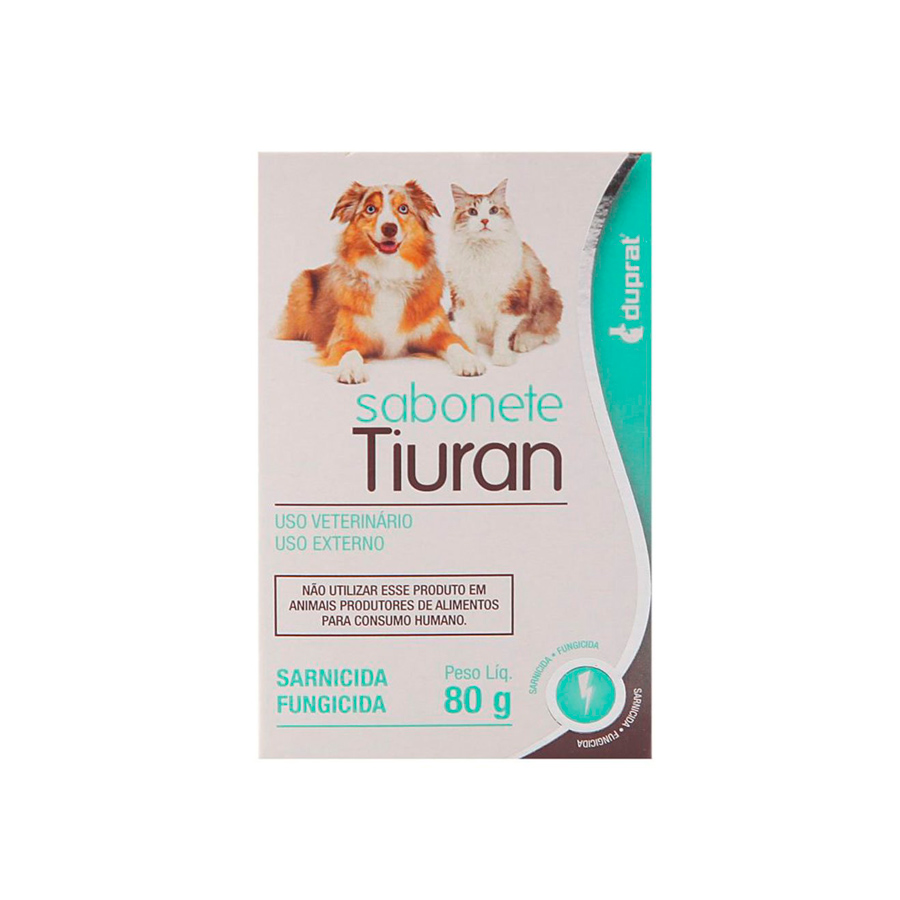 duprat
sabonete
Tiuran
USO VETERINÁRIO
USO EXTERNO
NÃO UTILIZAR ESSE PRODUTO EM
ANIMAIS PRODUTORES DE ALIMENTOS
PARA CONSUMO HUMANO.
SARNICIDA
FUNGICIDA
Peso Líq.
80 g
SARNICIDA • FUNGICIDA
SARNICIDA • FUNGICIDA